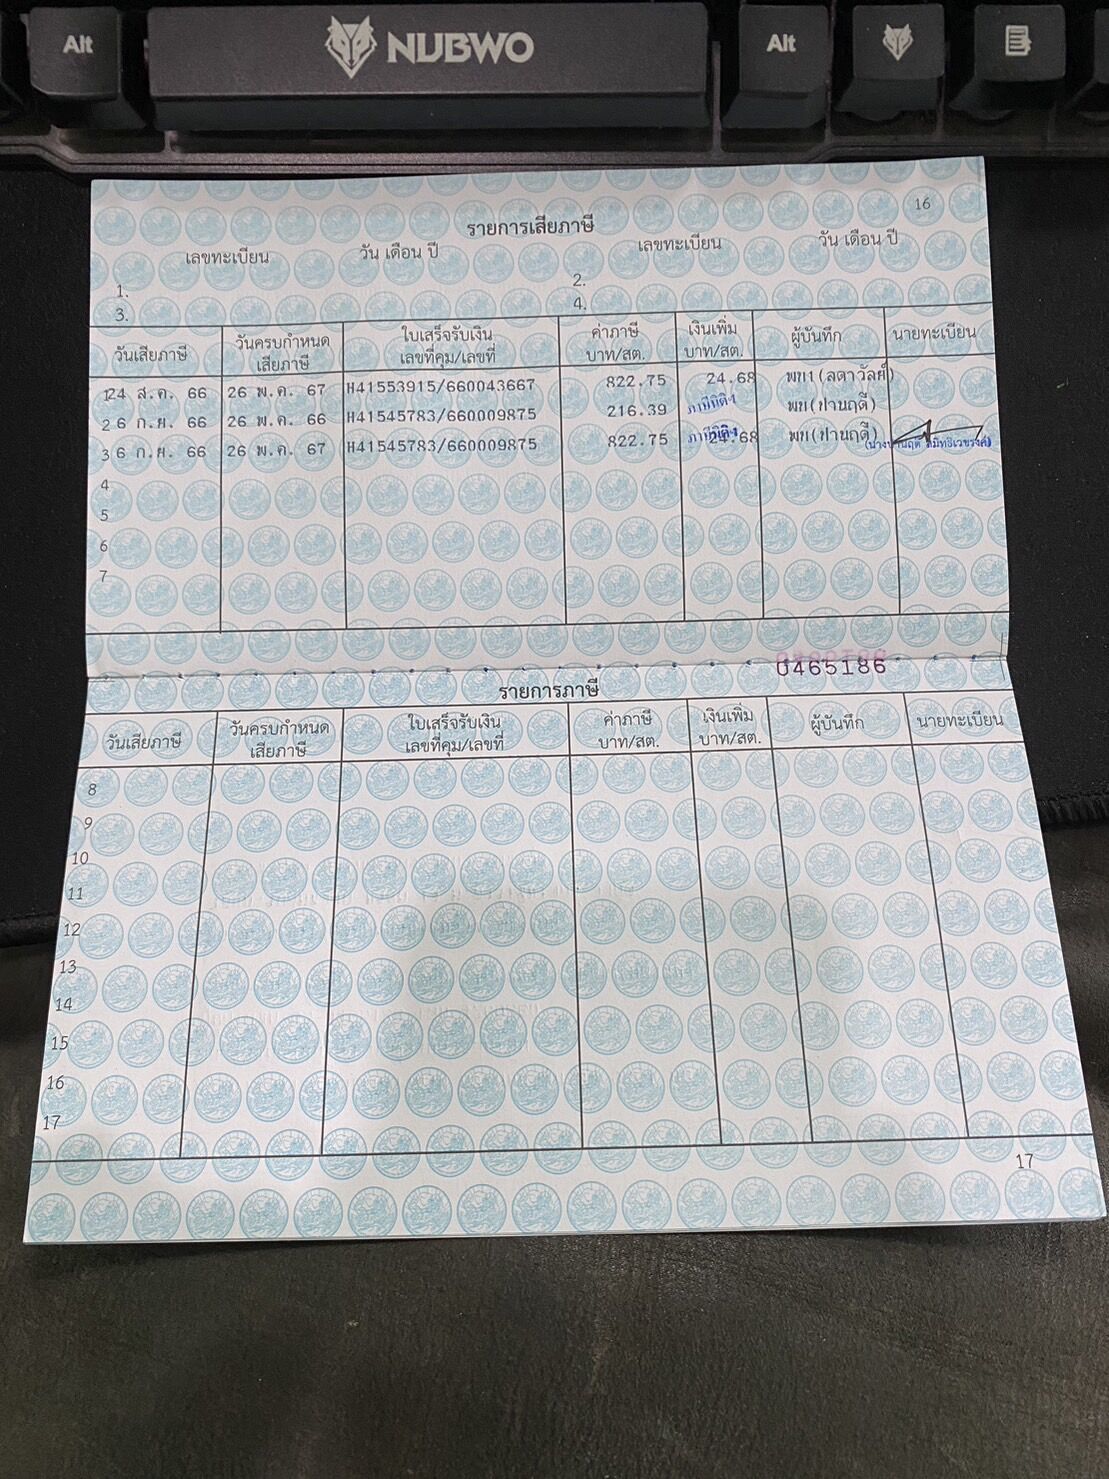 Alt NUBWO Alt
16
รายการเสียภาษี
เลขทะเบียน วัน เดือน ปี เลขทะเบียน วัน เดือน ปี
1. 2.
3. 4.
วันเสียภาษี วันครบกำหนดเสียภาษี ใบเสร็จรับเงิน เลขที่คุม/เลขที่ ค่าภาษี บาท/สต. เงินเพิ่ม บาท/สต. ผู้บันทึก นายทะเบียน
124 ส.ค. 66 26 พ.ค. 67 H41553915/660043667 822.75 24.68 พท1(ลดาวัลย์)
2 6 ก.ย. 66 26 พ.ค. 66 H41545783/660009875 216.39 (ปานฤดี)
3 6 ก.ย. 66 26 พ.ค. 67 H41545783/660009875 822.75 24.68 (ปานฤดี)
4
5
6
7
0465186
รายการภาษี
วันเสียภาษี วันครบกำหนดเสียภาษี ใบเสร็จรับเงิน เลขที่คุม/เลขที่ ค่าภาษี บาท/สต. เงินเพิ่ม บาท/สต. ผู้บันทึก นายทะเบียน
8
9
10
11
12
13
14
15
16
17
17